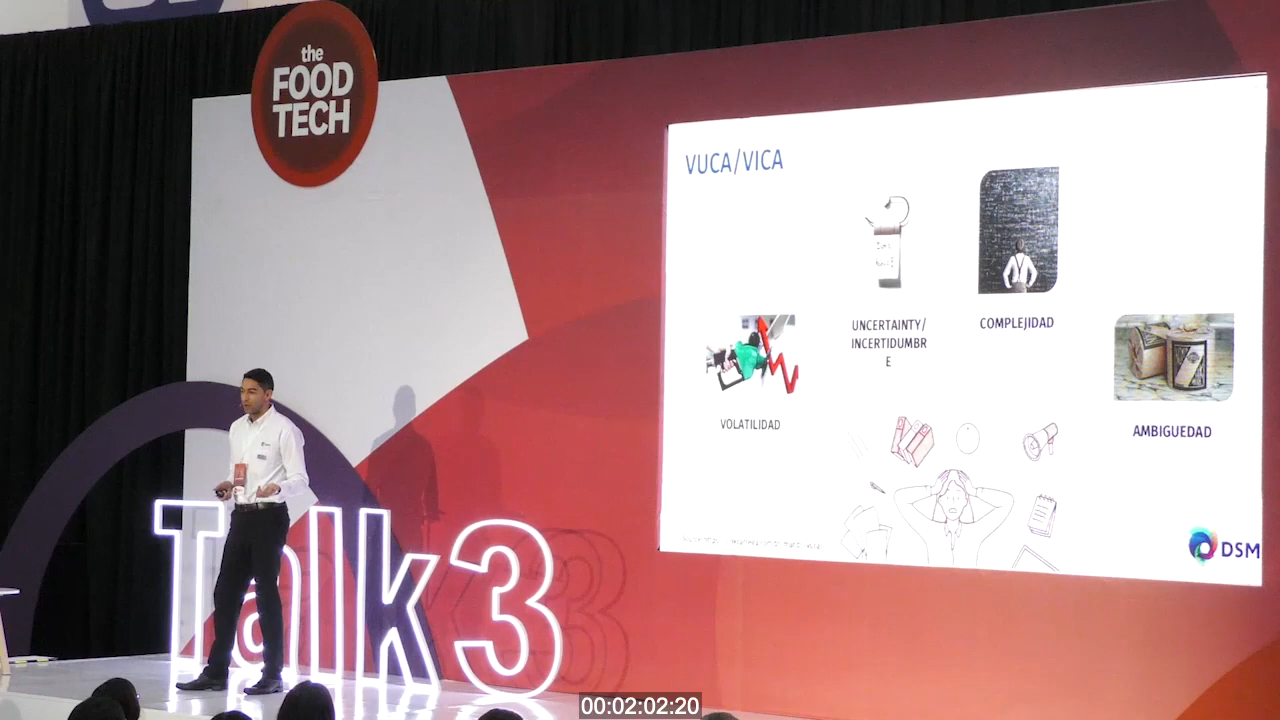 the
FOOD
TECH
VUCA/VICA
UNCERTAINTY/
INCERTIDUMBR
E
COMPLEJIDAD
VOLATILIDAD
AMBIGUEDAD
DSM
Talk3
00:02:02:20